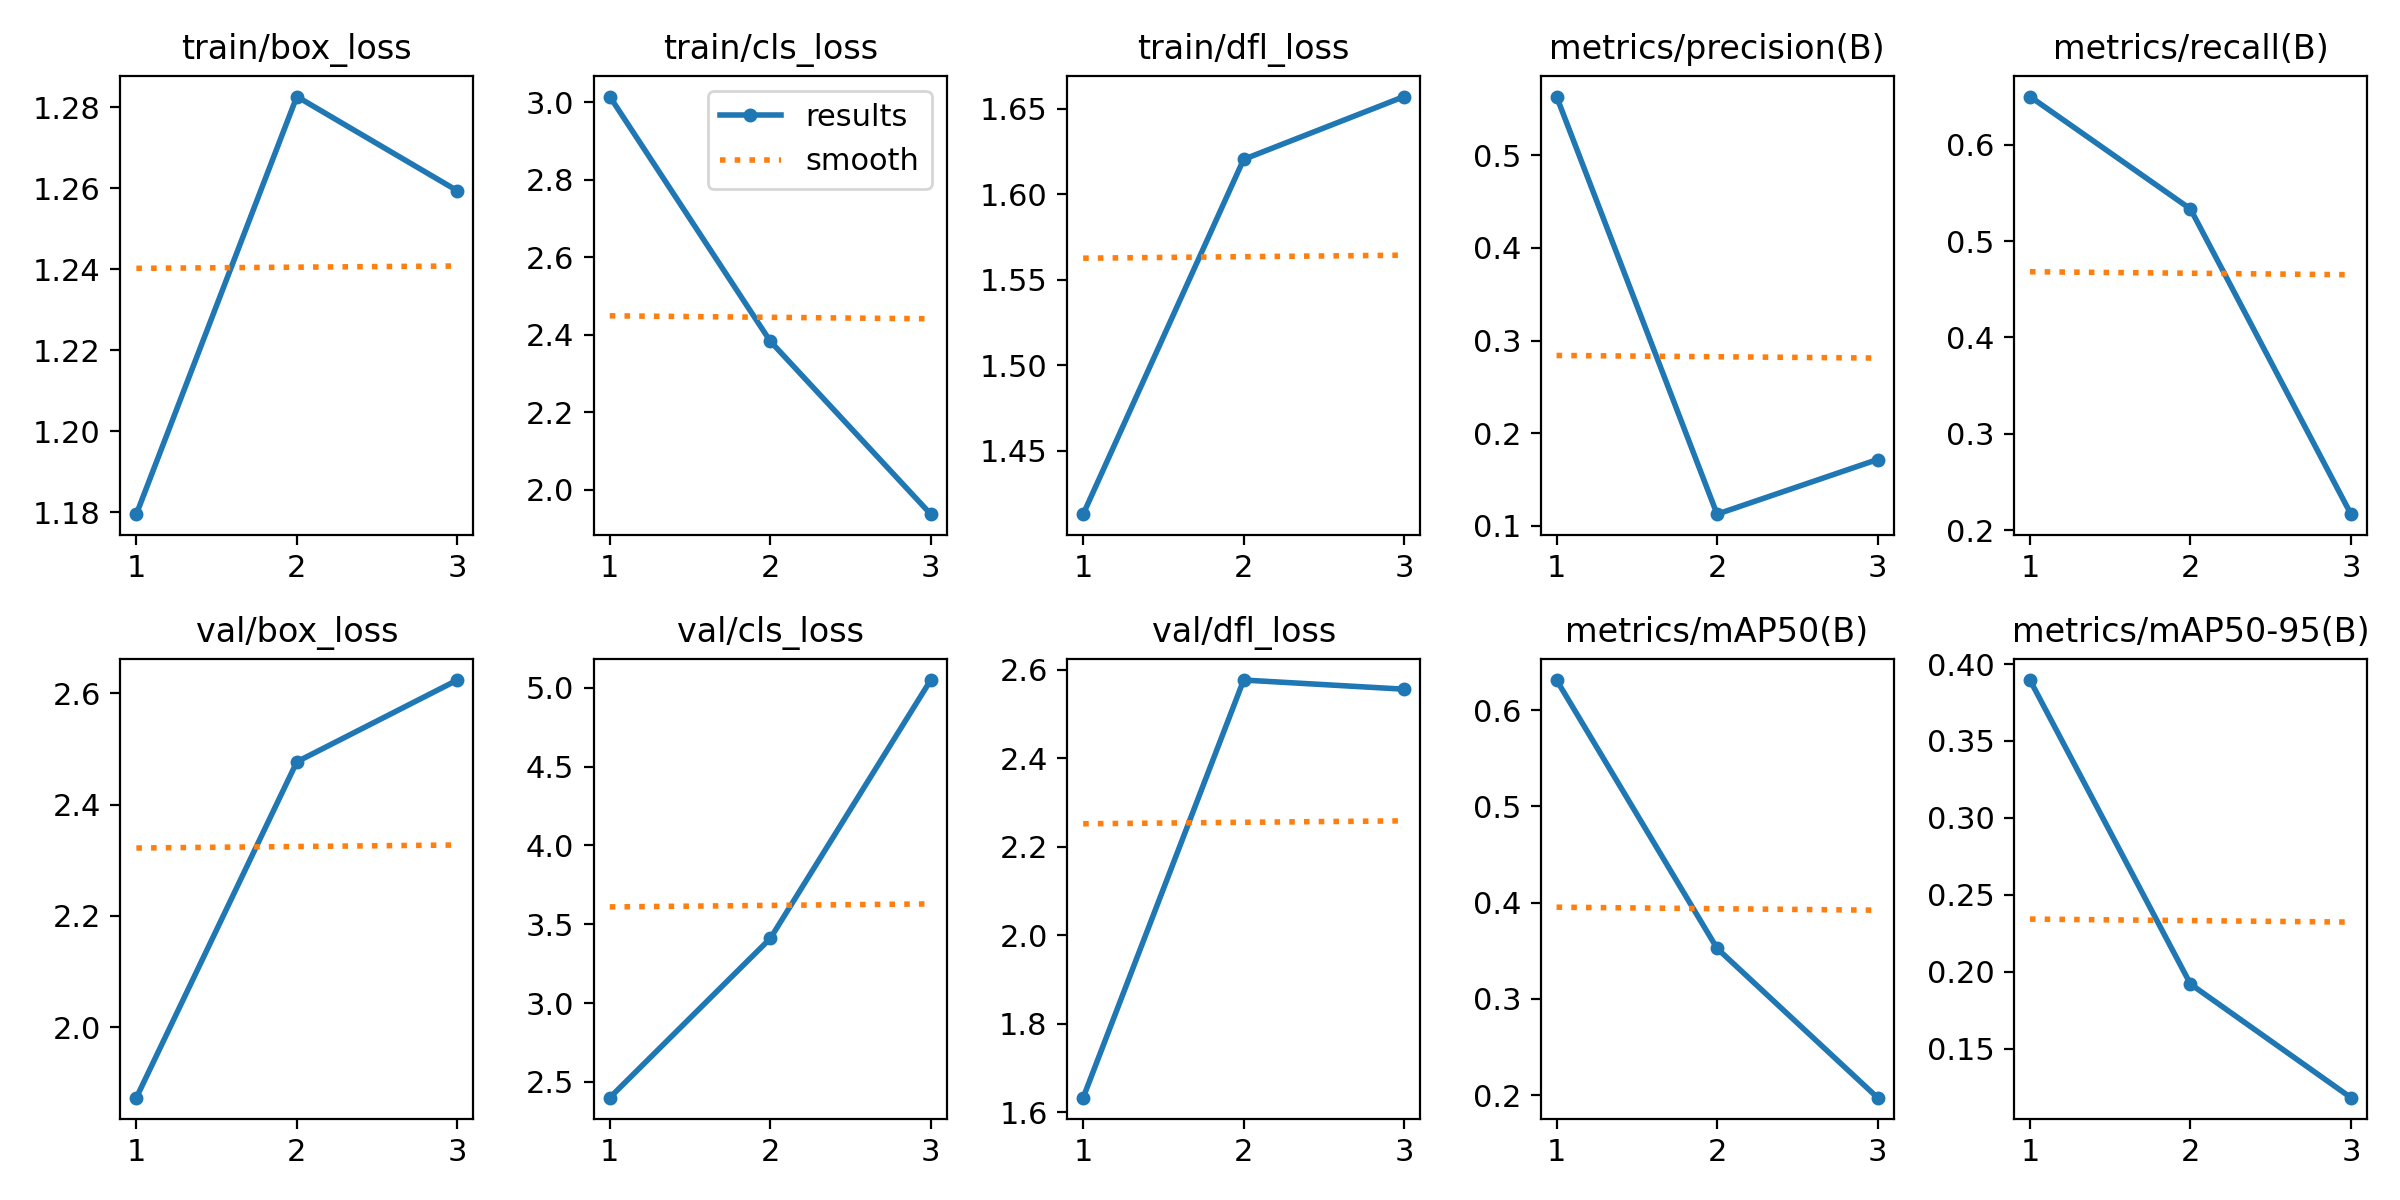 train/box_loss
1.28
1.26
1.24
1.22
1.20
1.18
1 2 3
train/cls_loss
results
smooth
3.0
2.8
2.6
2.4
2.2
2.0
1 2 3
train/dfl_loss
1.65
1.60
1.55
1.50
1.45
1 2 3
metrics/precision(B)
0.5
0.4
0.3
0.2
0.1
1 2 3
metrics/recall(B)
0.6
0.5
0.4
0.3
0.2
1 2 3
val/box_loss
2.6
2.4
2.2
2.0
1 2 3
val/cls_loss
5.0
4.5
4.0
3.5
3.0
2.5
1 2 3
val/dfl_loss
2.6
2.4
2.2
2.0
1.8
1.6
1 2 3
metrics/mAP50(B)
0.6
0.5
0.4
0.3
0.2
1 2 3
metrics/mAP50-95(B)
0.40
0.35
0.30
0.25
0.20
0.15
1 2 3